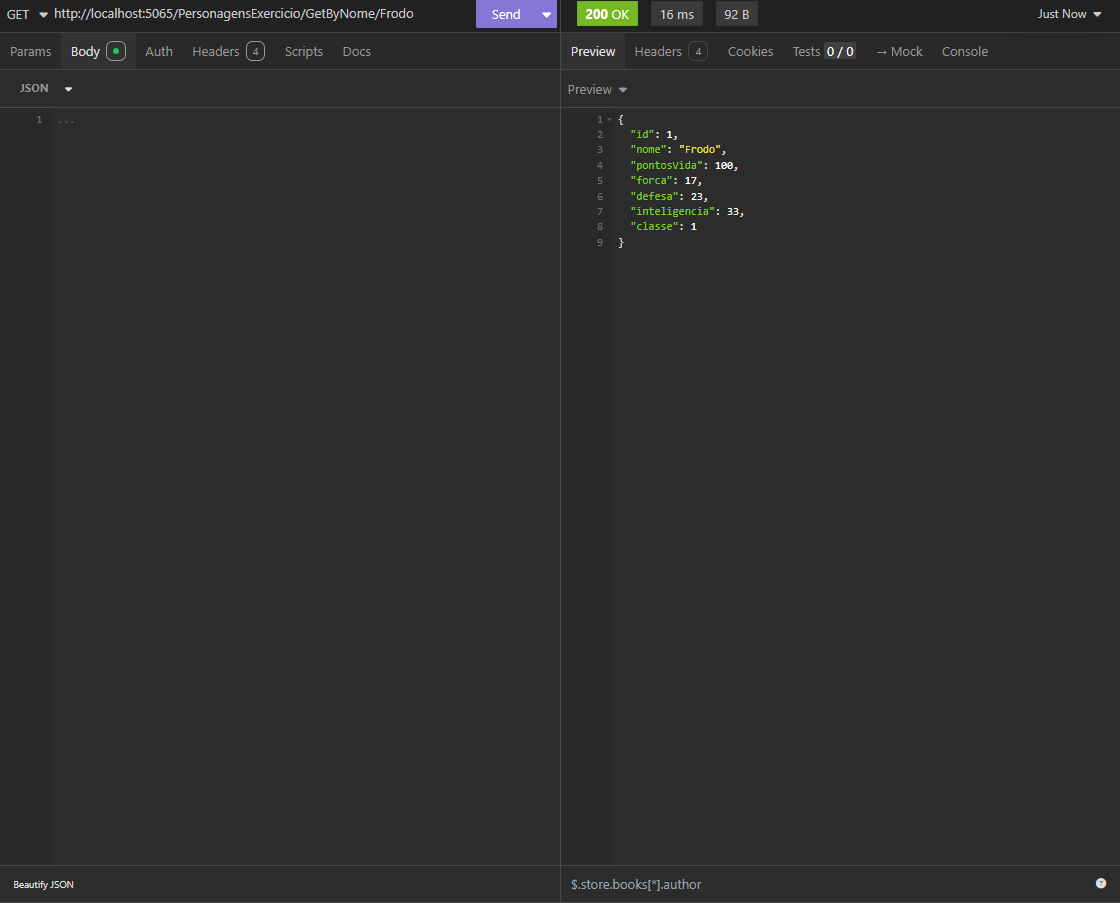 GET http://localhost:5065/PersonagensExercicio/GetByNome/Frodo Send 200 OK 16 ms 92 B Just Now
Params Body Auth Headers 4 Scripts Docs Preview Headers 4 Cookies Tests 0 / 0 → Mock Console
JSON
Preview
1 ...
1 {
2 "id": 1,
3 "nome": "Frodo",
4 "pontosVida": 100,
5 "forca": 17,
6 "defesa": 23,
7 "inteligencia": 33,
8 "classe": 1
9 }
Beautify JSON
$.store.books[*].author ?